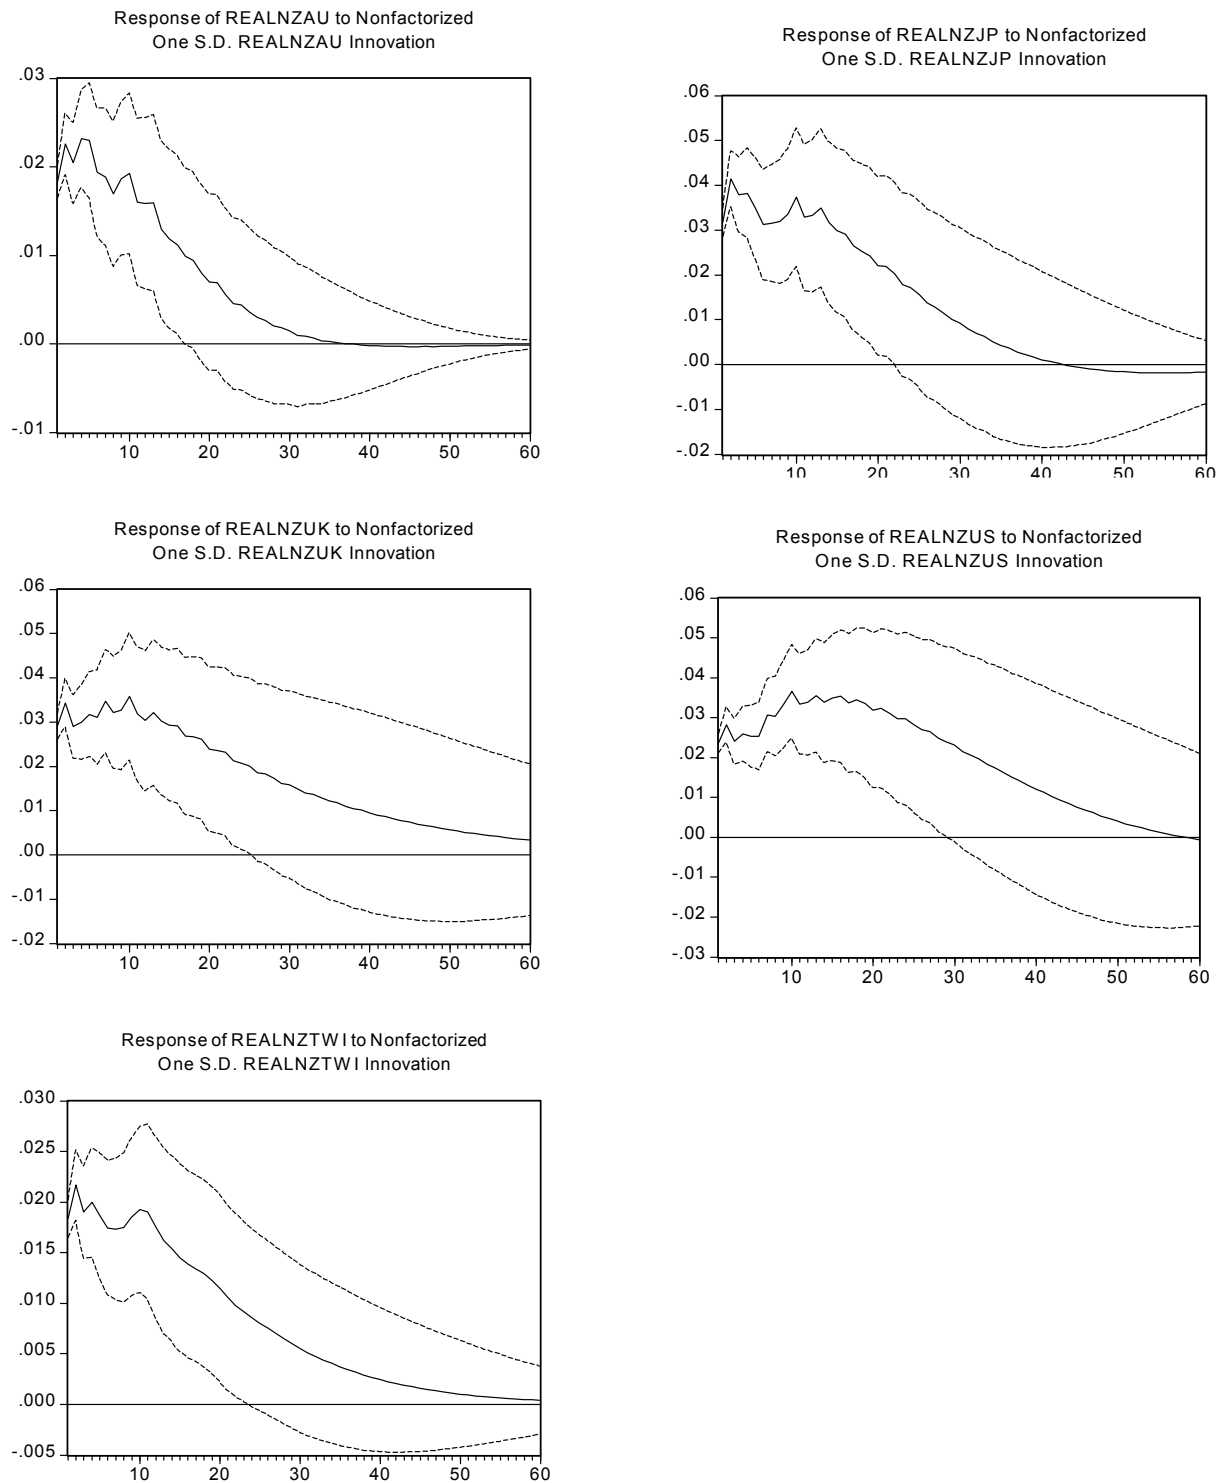 Response of REALNZAU to Nonfactorized
One S.D. REALNZAU Innovation
.03
.02
.01
.00
-.01
10 20 30 40 50 60
Response of REALNZJP to Nonfactorized
One S.D. REALNZJP Innovation
.06
.05
.04
.03
.02
.01
.00
-.01
-.02
10 20 30 40 50 60
Response of REALNZUK to Nonfactorized
One S.D. REALNZUK Innovation
.06
.05
.04
.03
.02
.01
.00
-.01
-.02
10 20 30 40 50 60
Response of REALNZUS to Nonfactorized
One S.D. REALNZUS Innovation
.06
.05
.04
.03
.02
.01
.00
-.01
-.02
-.03
10 20 30 40 50 60
Response of REALNZTWI to Nonfactorized
One S.D. REALNZTWI Innovation
.030
.025
.020
.015
.010
.005
.000
-.005
10 20 30 40 50 60